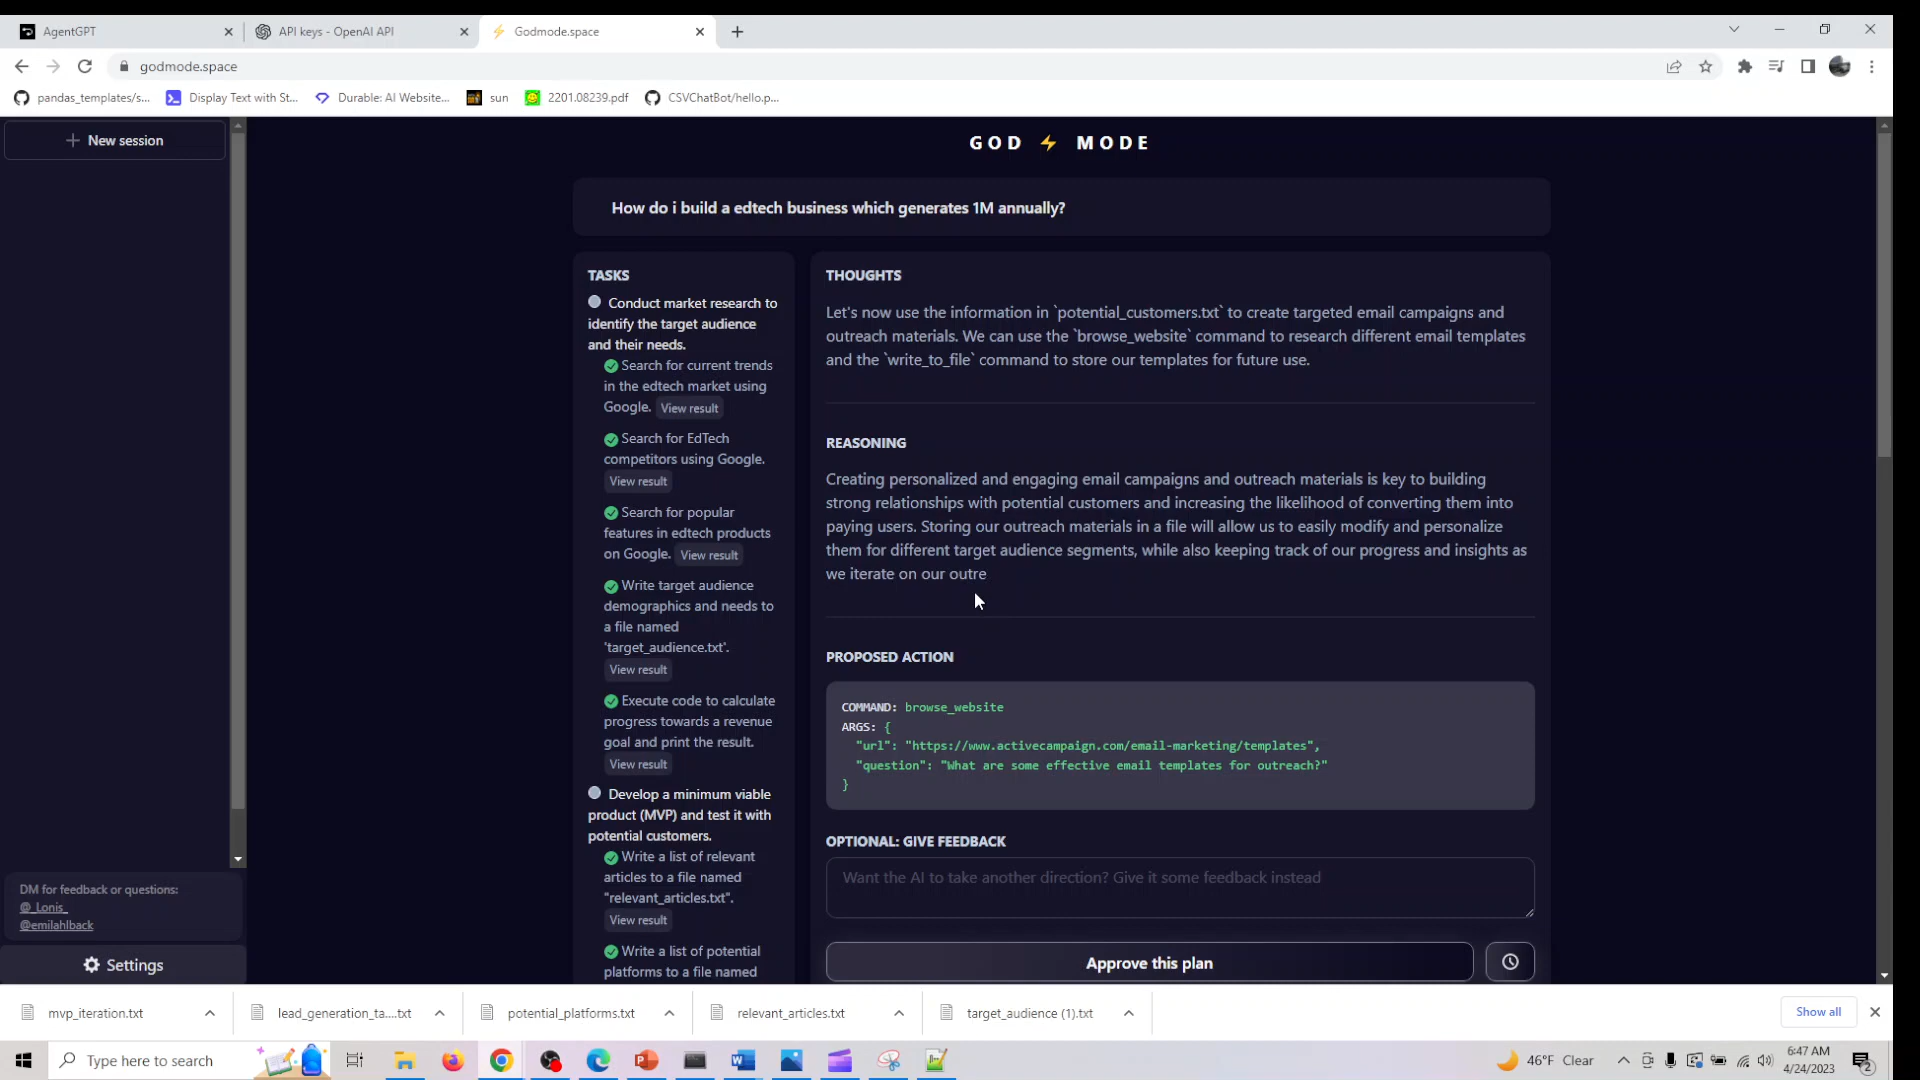 AgentGPT
API keys - OpenAI API
Godmode.space
godmode.space
pandas_templates/s...
Display Text with St...
Durable: AI Website...
sun
2201.08239.pdf
CSVChatBot/hello.p...
New session
GOD ⚡ MODE
How do i build a edtech business which generates 1M annually?
TASKS
Conduct market research to
identify the target audience
and their needs.
Search for current trends
in the edtech market using
Google. View result
Search for EdTech
competitors using Google.
View result
Search for popular
features in edtech products
on Google. View result
Write target audience
demographics and needs to
a file named
'target_audience.txt'.
View result
Execute code to calculate
progress towards a revenue
goal and print the result.
View result
Develop a minimum viable
product (MVP) and test it with
potential customers.
Write a list of relevant
articles to a file named
"relevant_articles.txt".
View result
Write a list of potential
platforms to a file named
THOUGHTS
Let's now use the information in `potential_customers.txt` to create targeted email campaigns and
outreach materials. We can use the `browse_website` command to research different email templates
and the `write_to_file` command to store our templates for future use.
REASONING
Creating personalized and engaging email campaigns and outreach materials is key to building
strong relationships with potential customers and increasing the likelihood of converting them into
paying users. Storing our outreach materials in a file will allow us to easily modify and personalize
them for different target audience segments, while also keeping track of our progress and insights as
we iterate on our outre
PROPOSED ACTION
COMMAND: browse_website
ARGS: {
"url": "https://www.activecampaign.com/email-marketing/templates",
"question": "What are some effective email templates for outreach?"
}
OPTIONAL: GIVE FEEDBACK
Want the AI to take another direction? Give it some feedback instead
Approve this plan
DM for feedback or questions:
@_Lonis_
@emilahlback
Settings
mvp_iteration.txt
lead_generation_ta....txt
potential_platforms.txt
relevant_articles.txt
target_audience (1).txt
Show all
Type here to search
46°F Clear
6:47 AM
4/24/2023
2